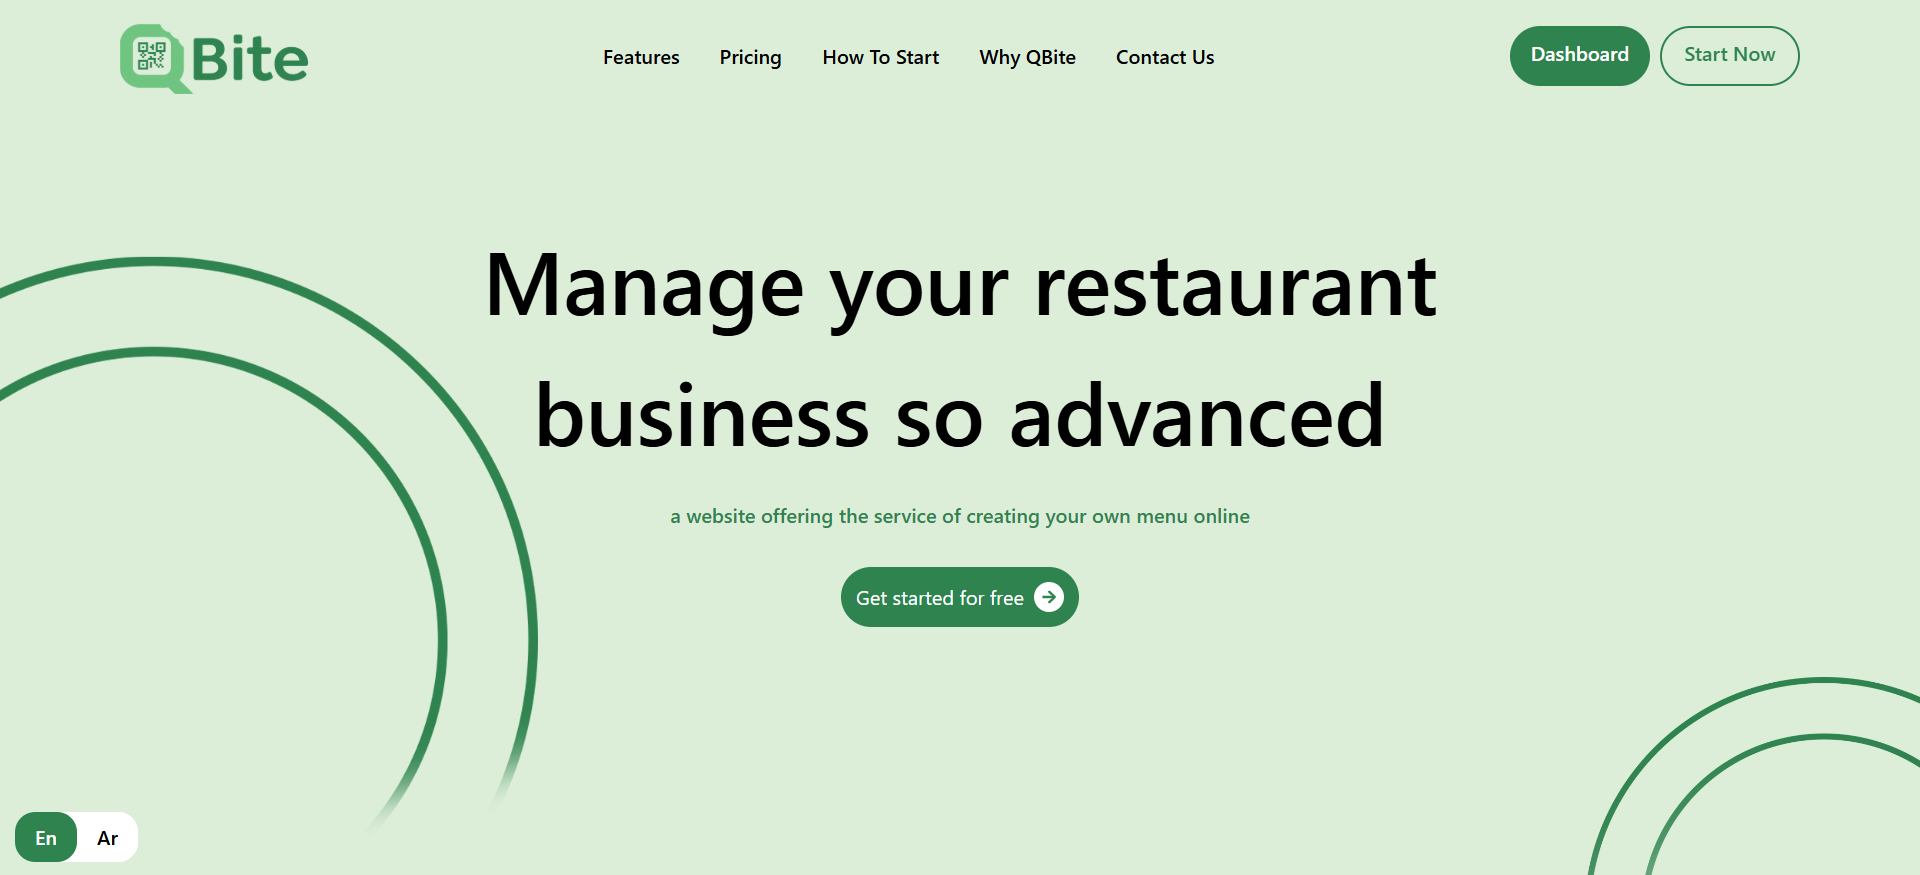 Bite
Features
Pricing
How To Start
Why QBite
Contact Us
Dashboard
Start Now
Manage your restaurant
business so advanced
a website offering the service of creating your own menu online
Get started for free
En
Ar